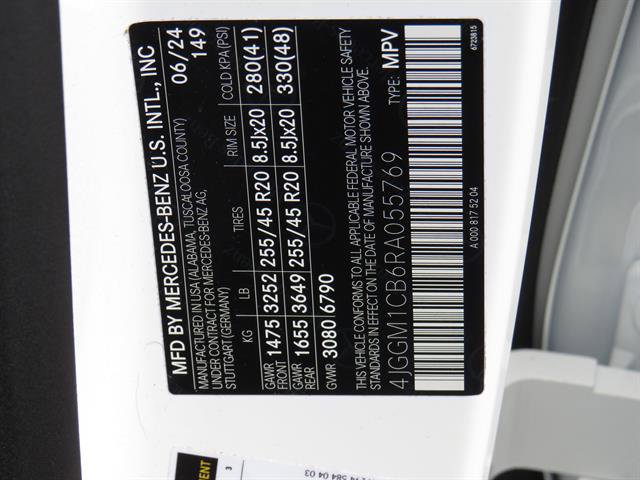 MFD BY MERCEDES-BENZ U.S. INTL., INC
MANUFACTURED IN USA (ALABAMA, TUSCALOOSA COUNTY) 06/24
UNDER CONTRACT FOR MERCEDES-BENZ AG, 149
STUTTGART (GERMANY)
KG LB TIRES RIM SIZE COLD KPA(PSI)
GAWR FRONT 1475 3252 255/45 R20 8.5Jx20 280(41)
GAWR REAR 1655 3649 255/45 R20 8.5Jx20 330(48)
GVWR 3080 6790
THIS VEHICLE CONFORMS TO ALL APPLICABLE FEDERAL MOTOR VEHICLE SAFETY
STANDARDS IN EFFECT ON THE DATE OF MANUFACTURE SHOWN ABOVE.
4JGGM1CB6RA055769 TYPE: MPV
A 000 817 52 04 6723815
3
584 04 03